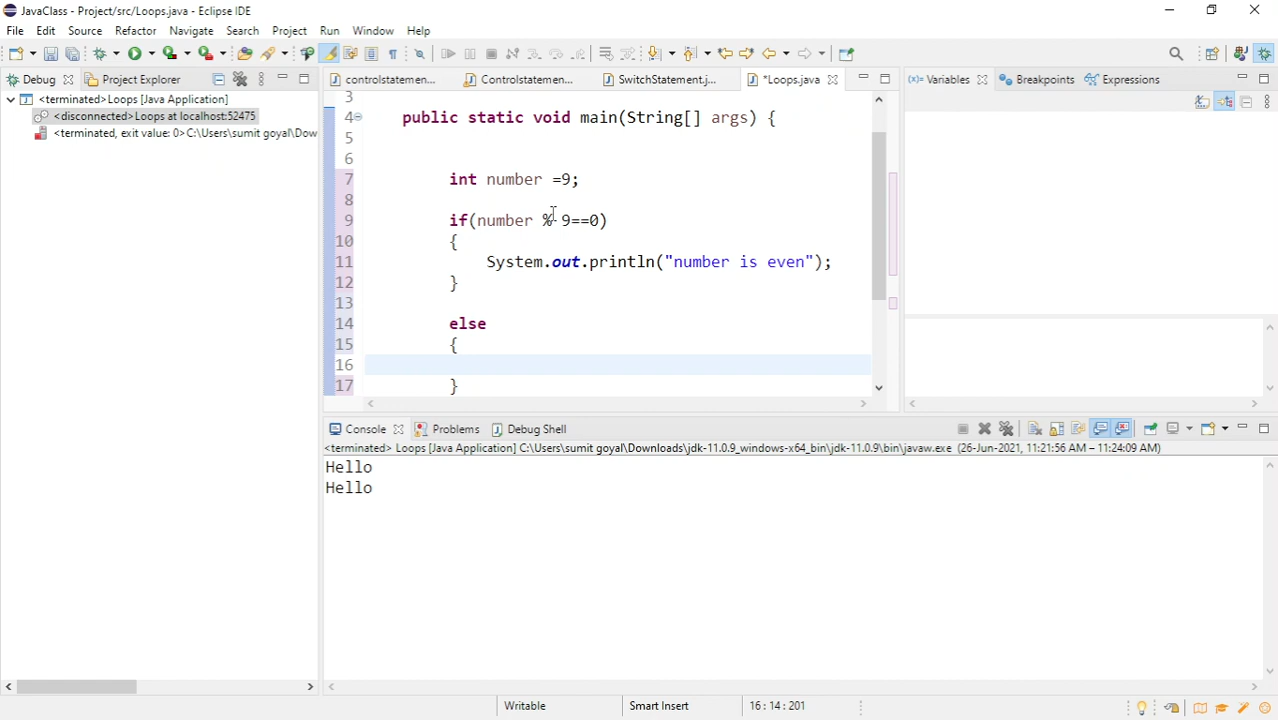 JavaClass - Project/src/Loops.java - Eclipse IDE
File Edit Source Refactor Navigate Search Project Run Window Help
Debug Project Explorer
controlstatemen... Controlstatemen... SwitchStatement.j... *Loops.java
Variables Breakpoints Expressions
<terminated>Loops [Java Application]
<disconnected>Loops at localhost:52475
<terminated, exit value: 0>C:\Users\sumit goyal\Dow
3
4 public static void main(String[] args) {
5
6
7 int number =9;
8
9 if(number % 9==0)
10 {
11 System.out.println("number is even");
12 }
13
14 else
15 {
16
17 }
Console Problems Debug Shell
<terminated> Loops [Java Application] C:\Users\sumit goyal\Downloads\jdk-11.0.9_windows-x64_bin\jdk-11.0.9\bin\javaw.exe (26-Jun-2021, 11:21:56 AM – 11:24:09 AM)
Hello
Hello
Writable Smart Insert 16 : 14 : 201